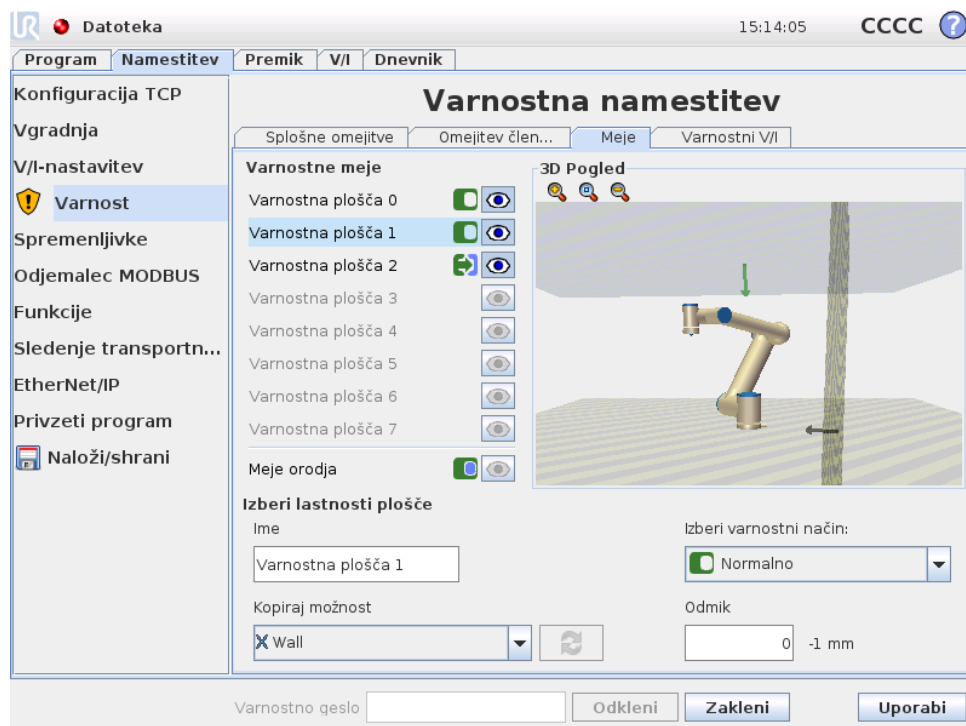 UR Datoteka 15:14:05 CCCC ?
Program Namestitev Premik V/I Dnevnik
Konfiguracija TCP
Vgradnja
V/I-nastavitev
Varnost
Spremenljivke
Odjemalec MODBUS
Funkcije
Sledenje transportn...
EtherNet/IP
Privzeti program
Naloži/shrani
Varnostna namestitev
Splošne omejitve Omejitev člen... Meje Varnostni V/I
Varnostne meje
Varnostna plošča 0
Varnostna plošča 1
Varnostna plošča 2
Varnostna plošča 3
Varnostna plošča 4
Varnostna plošča 5
Varnostna plošča 6
Varnostna plošča 7
Meje orodja
3D Pogled
Izberi lastnosti plošče
Ime
Varnostna plošča 1
Kopiraj možnost
Wall
Izberi varnostni način:
Normalno
Odmik
0 -1 mm
Varnostno geslo Odkleni Zakleni Uporabi